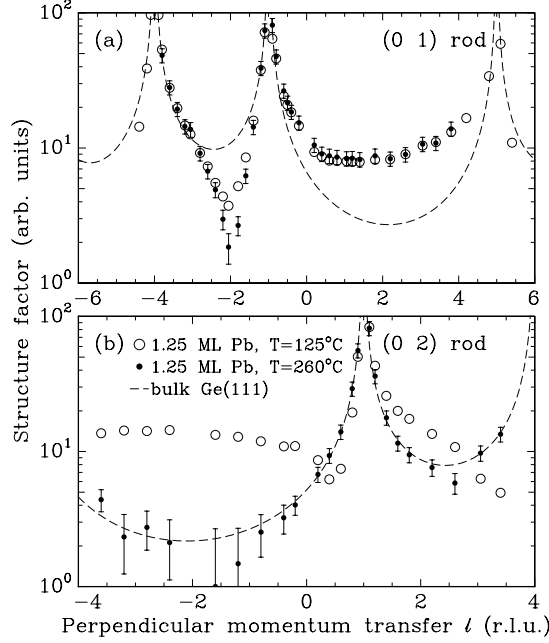 10²
(a)
(0 1) rod
10¹
10⁰
−6
−4
−2
0
2
4
6
Structure factor (arb. units)
10²
(b)
○ 1.25 ML Pb, T=125°C
(0 2) rod
● 1.25 ML Pb, T=260°C
--bulk Ge(111)
10¹
10⁰
−4
−2
0
2
4
Perpendicular momentum transfer l (r.l.u.)